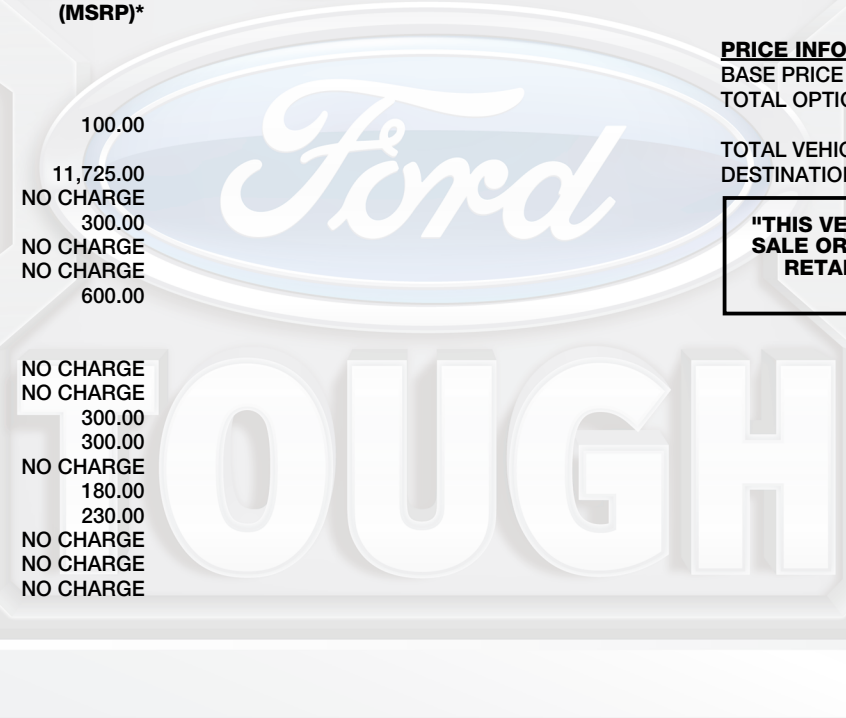 (MSRP)*
100.00
11,725.00
NO CHARGE
300.00
NO CHARGE
NO CHARGE
600.00
NO CHARGE
NO CHARGE
300.00
300.00
NO CHARGE
180.00
230.00
NO CHARGE
NO CHARGE
NO CHARGE
PRICE INFO
BASE PRICE
TOTAL OPTIO
TOTAL VEHIC
DESTINATION
"THIS VE
SALE OR
RETAI
Ford
TOUGH